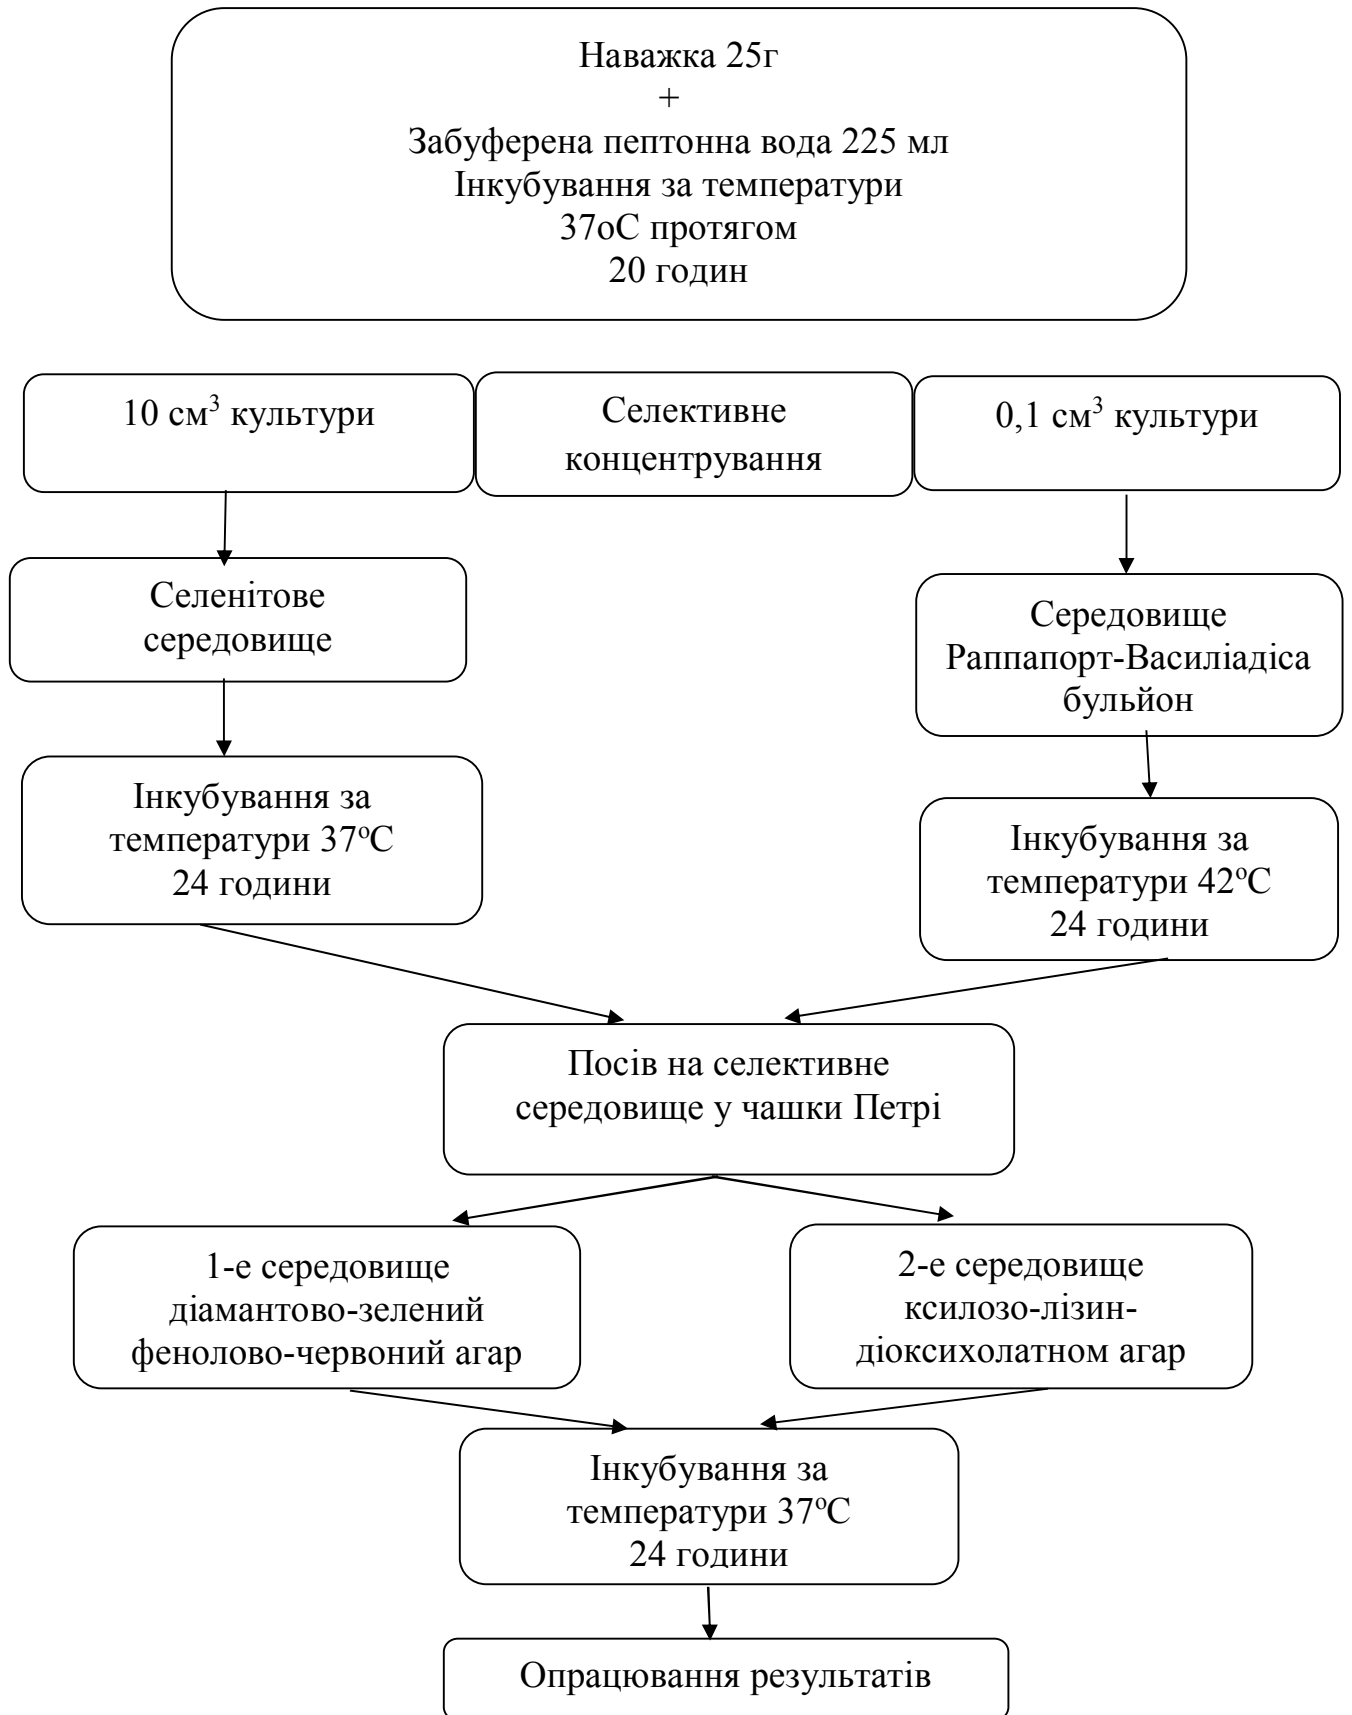 Наважка 25г
+
Забуферена пептонна вода 225 мл
Інкубування за температури
37оС протягом
20 годин
10 см³ культури
Селективне
концентрування
0,1 см³ культури
Селенітове
середовище
Середовище
Раппапорт-Василіадіса
бульйон
Інкубування за
температури 37ºС
24 години
Інкубування за
температури 42ºС
24 години
Посів на селективне
середовище у чашки Петрі
1-е середовище
діамантово-зелений
фенолово-червоний агар
2-е середовище
ксилозо-лізин-
діоксихолатном агар
Інкубування за
температури 37ºС
24 години
Опрацювання результатів